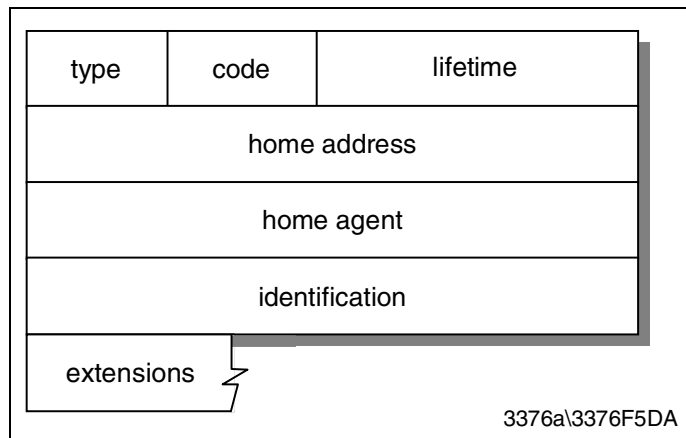 type code lifetime
home address
home agent
identification
extensions
3376a\3376F5DA